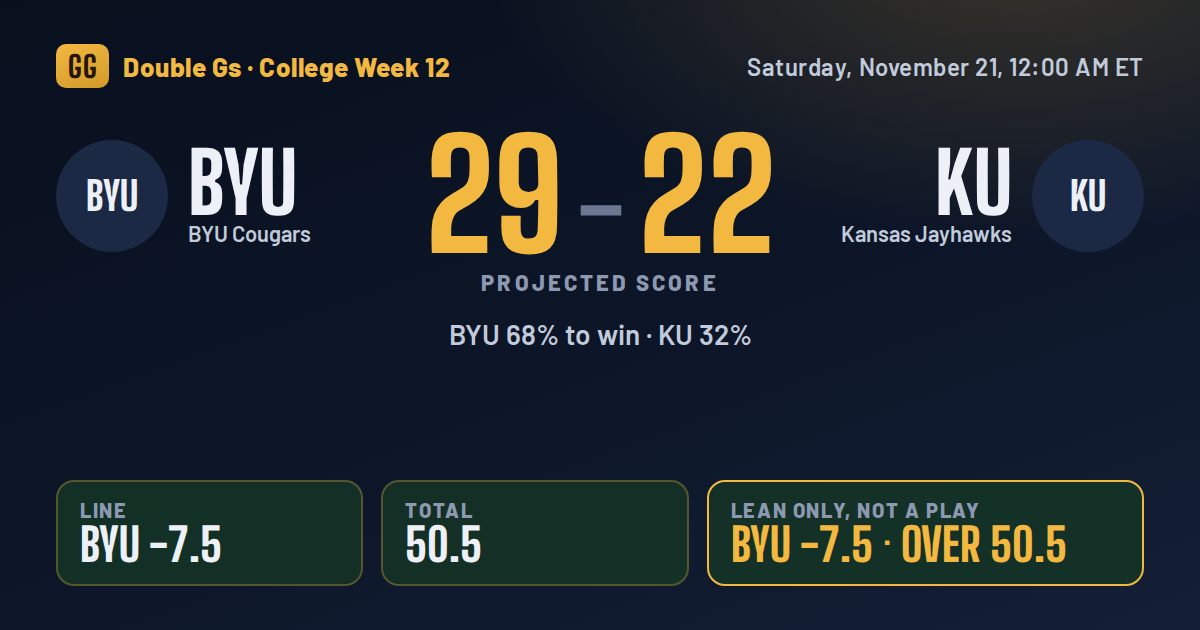 GG Double Gs · College Week 12
Saturday, November 21, 12:00 AM ET
BYU
BYU
BYU Cougars
29 – 22
PROJECTED SCORE
BYU 68% to win · KU 32%
KU
Kansas Jayhawks
KU
LINE
BYU −7.5
TOTAL
50.5
LEAN ONLY, NOT A PLAY
BYU −7.5 · OVER 50.5